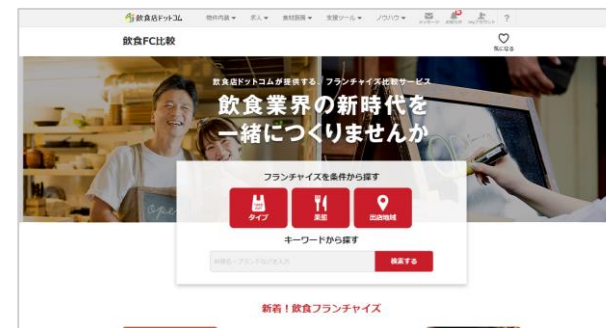 飲食店ドットコム 物件内装 求人 食材仕入 支援ツール ノウハウ ?
飲食FC比較
気になる
飲食店ドットコムが提供する、フランチャイズ比較サービス
飲食業界の新時代を
一緒につくりませんか
Open
フランチャイズを条件から探す
タイプ 業態 出店地域
キーワードから探す
検索する
新着！飲食フランチャイズ